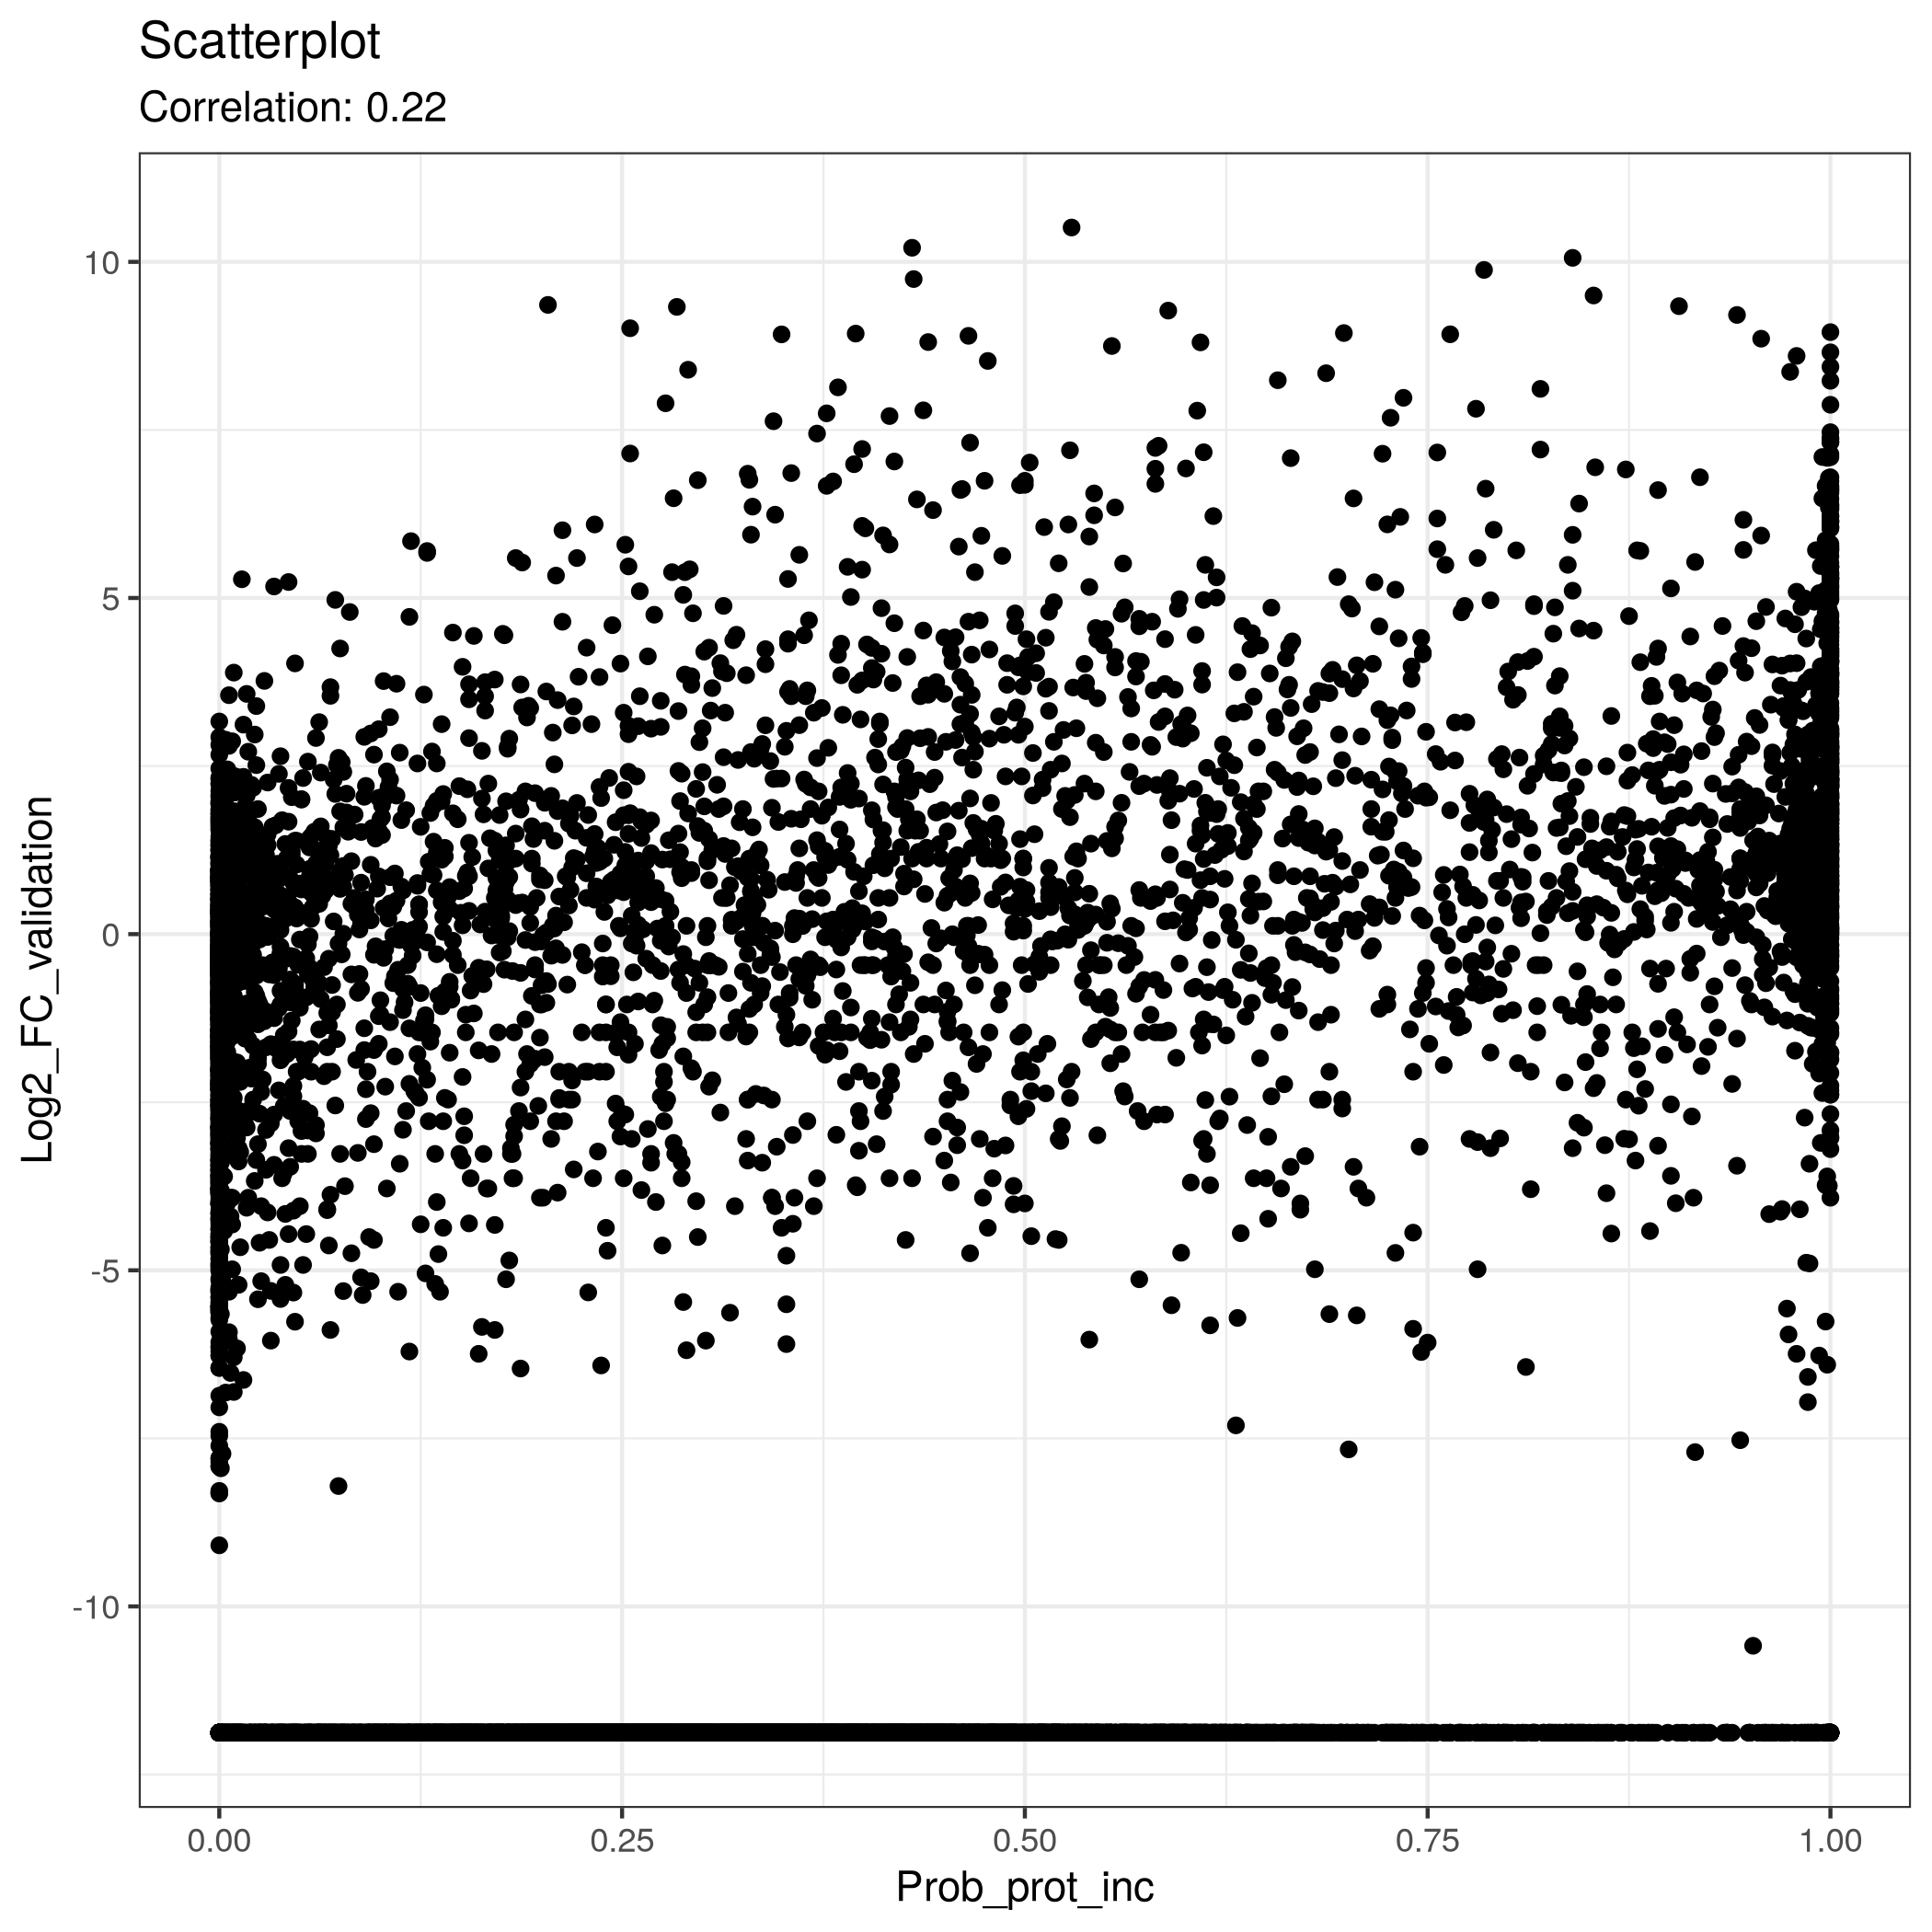 Scatterplot
Correlation: 0.22
Log2_FC_validation
10
5
0
-5
-10
0.00 0.25 0.50 0.75 1.00
Prob_prot_inc